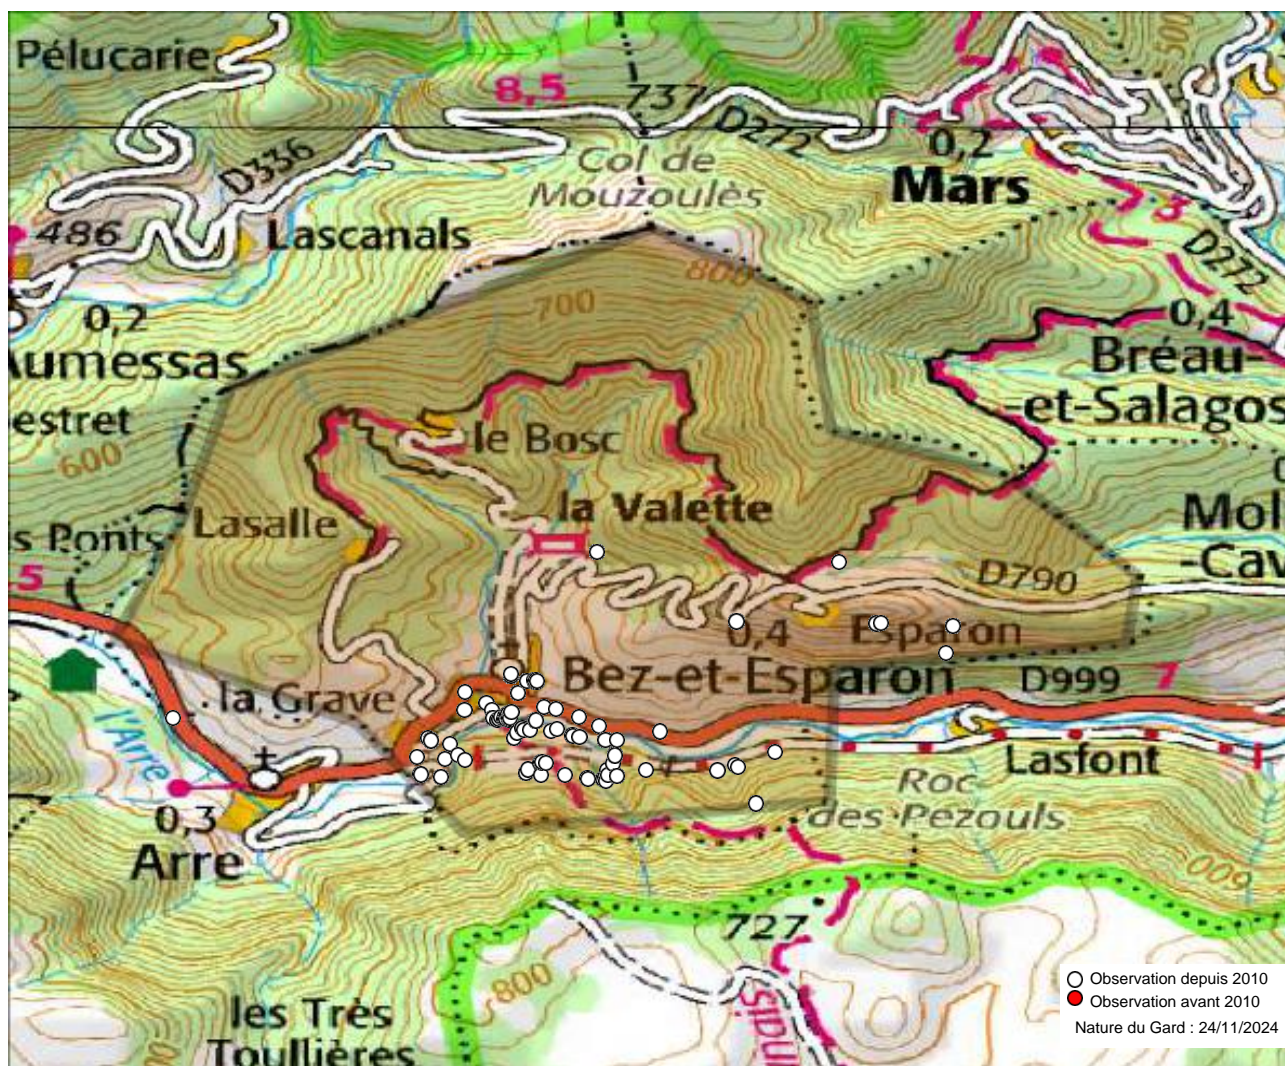 Pélucarie
8,5
737
D272
0,2
Col de
Mouzoulès
Mars
D336
3
486
Lascanals
D272
800
700
0,2
0,4
Aumessas
Bréau-
-et-Salagos
estret
600
le Bosc
la Valette
Lasalle
Mol
-Cav
s Ponts
5
D790
0,4
Esparon
Bez-et-Esparon
D999
7
la Grave
l'Arre
Lasfont
Roc
des Pezouls
0,3
Arre
600
727
800
les Très
Toullières
Observation depuis 2010
Observation avant 2010
Nature du Gard : 24/11/2024